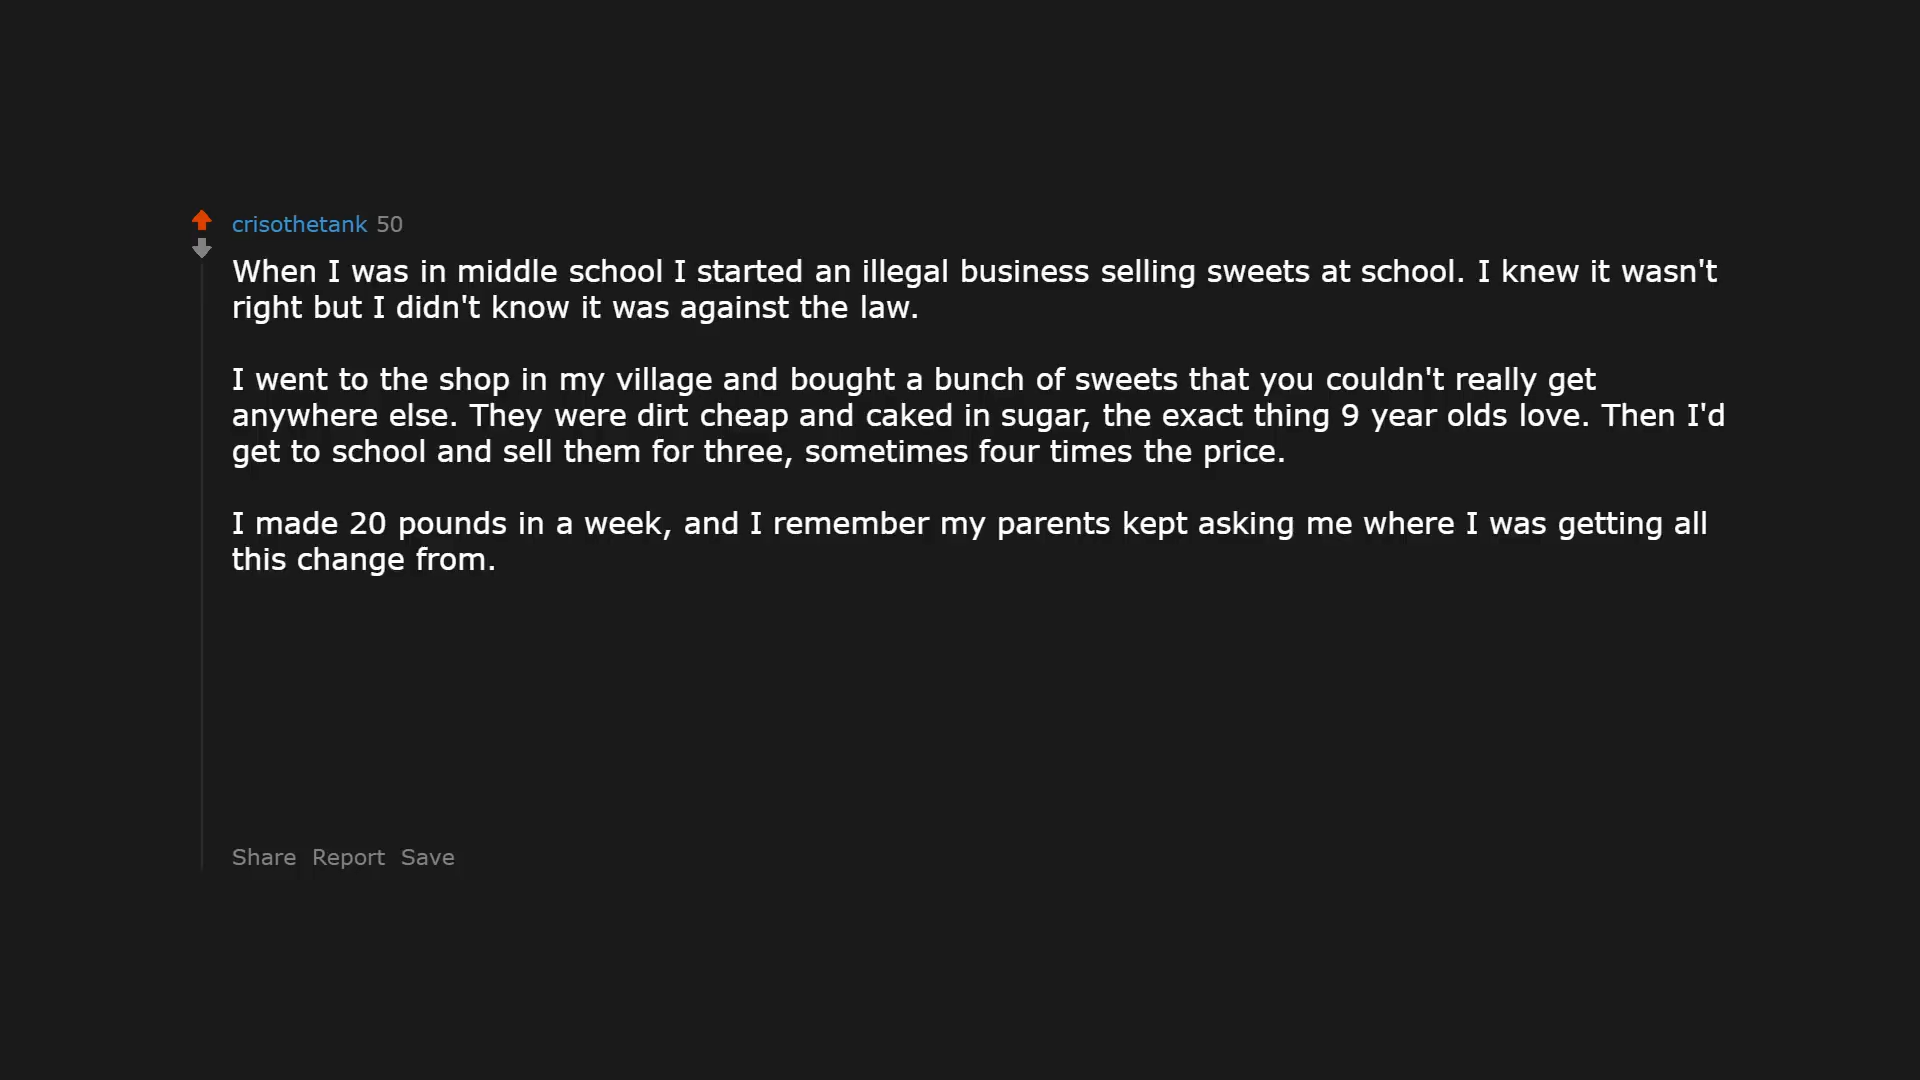 crisothetank 50
When I was in middle school I started an illegal business selling sweets at school. I knew it wasn't
right but I didn't know it was against the law.
I went to the shop in my village and bought a bunch of sweets that you couldn't really get
anywhere else. They were dirt cheap and caked in sugar, the exact thing 9 year olds love. Then I'd
get to school and sell them for three, sometimes four times the price.
I made 20 pounds in a week, and I remember my parents kept asking me where I was getting all
this change from.
Share Report Save